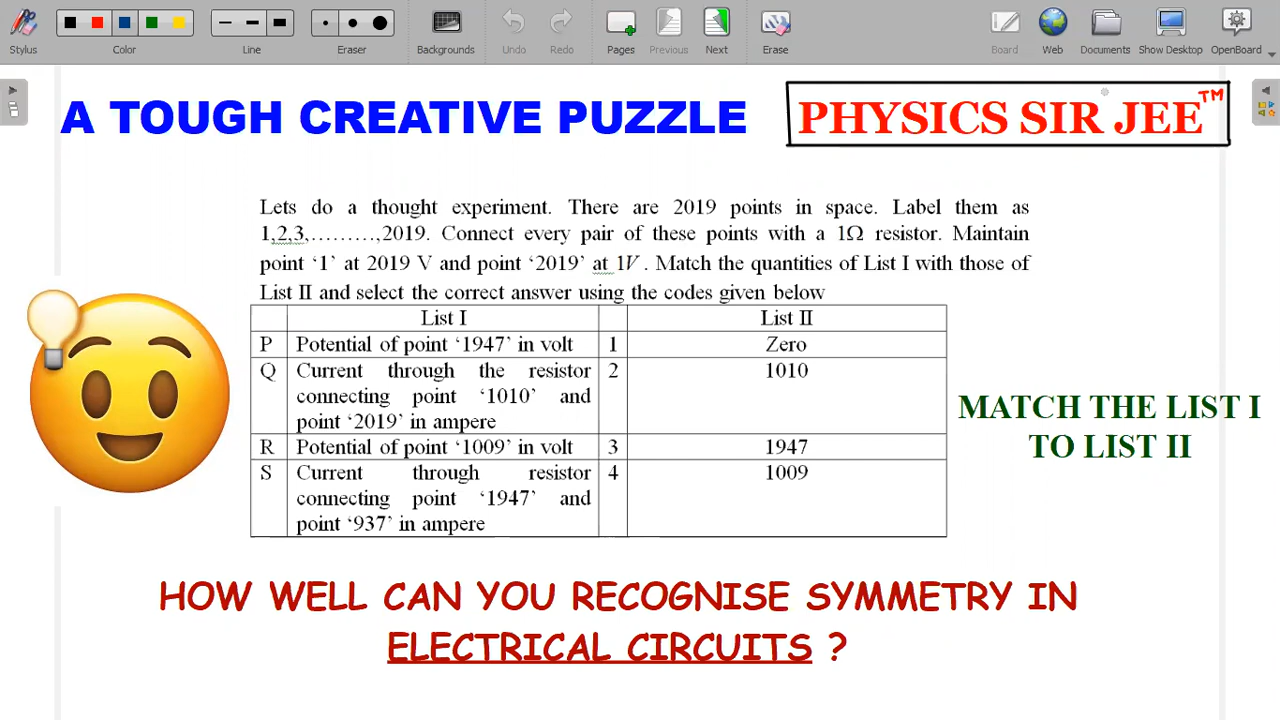 Stylus Color Line Eraser Backgrounds Undo Redo Pages Previous Next Erase Board Web Documents Show Desktop OpenBoard
A TOUGH CREATIVE PUZZLE
PHYSICS SIR JEE™
Lets do a thought experiment. There are 2019 points in space. Label them as
1,2,3,………,2019. Connect every pair of these points with a 1Ω resistor. Maintain
point ‘1’ at 2019 V and point ‘2019’ at 1V . Match the quantities of List I with those of
List II and select the correct answer using the codes given below
List I List II
P Potential of point ‘1947’ in volt 1 Zero
Q Current through the resistor 2 1010
connecting point ‘1010’ and
point ‘2019’ in ampere
R Potential of point ‘1009’ in volt 3 1947
S Current through resistor 4 1009
connecting point ‘1947’ and
point ‘937’ in ampere
MATCH THE LIST I
TO LIST II
HOW WELL CAN YOU RECOGNISE SYMMETRY IN
ELECTRICAL CIRCUITS ?